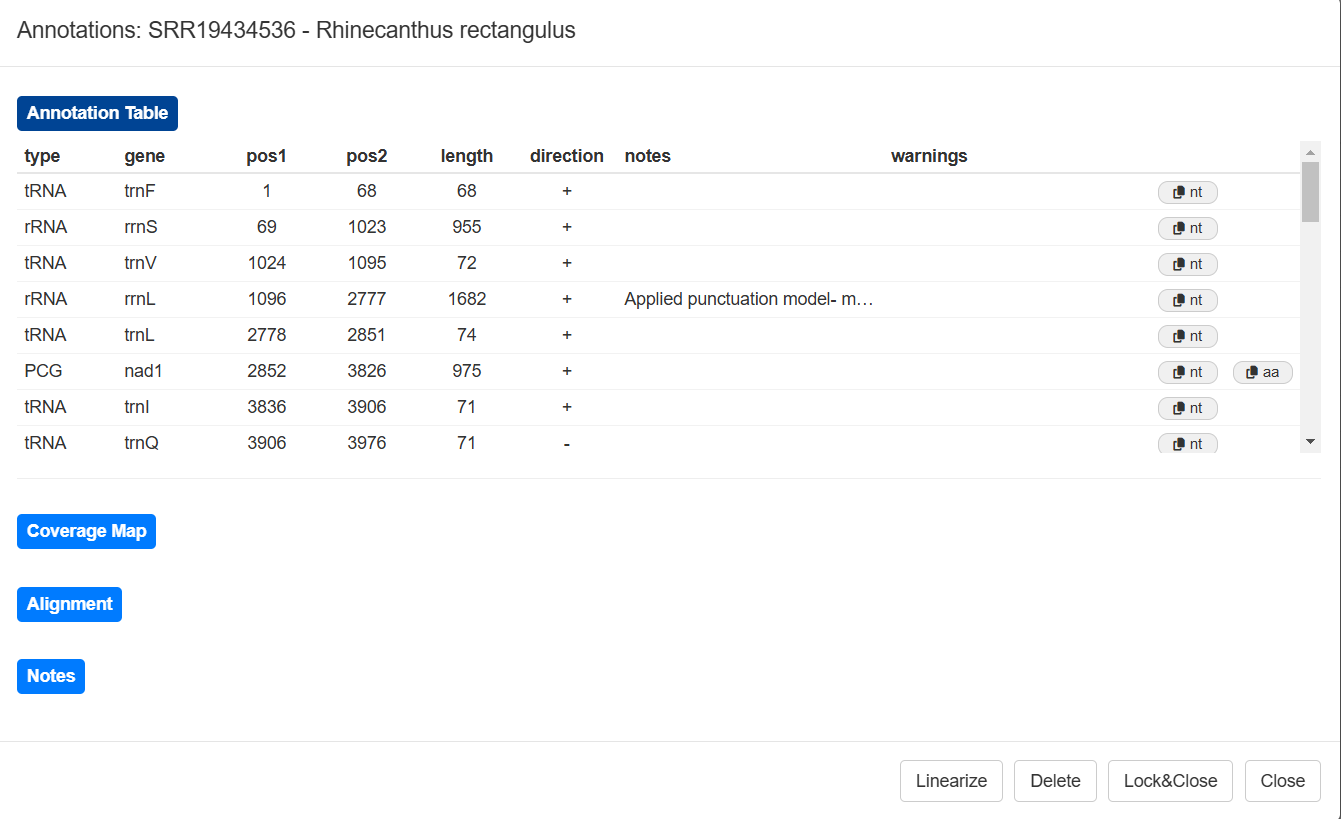 Annotations: SRR19434536 - Rhinecanthus rectangulus
Annotation Table
type gene pos1 pos2 length direction notes warnings
tRNA trnF 1 68 68 + nt
rRNA rrnS 69 1023 955 + nt
tRNA trnV 1024 1095 72 + nt
rRNA rrnL 1096 2777 1682 + Applied punctuation model- m… nt
tRNA trnL 2778 2851 74 + nt
PCG nad1 2852 3826 975 + nt aa
tRNA trnI 3836 3906 71 + nt
tRNA trnQ 3906 3976 71 - nt
Coverage Map
Alignment
Notes
Linearize Delete Lock&Close Close